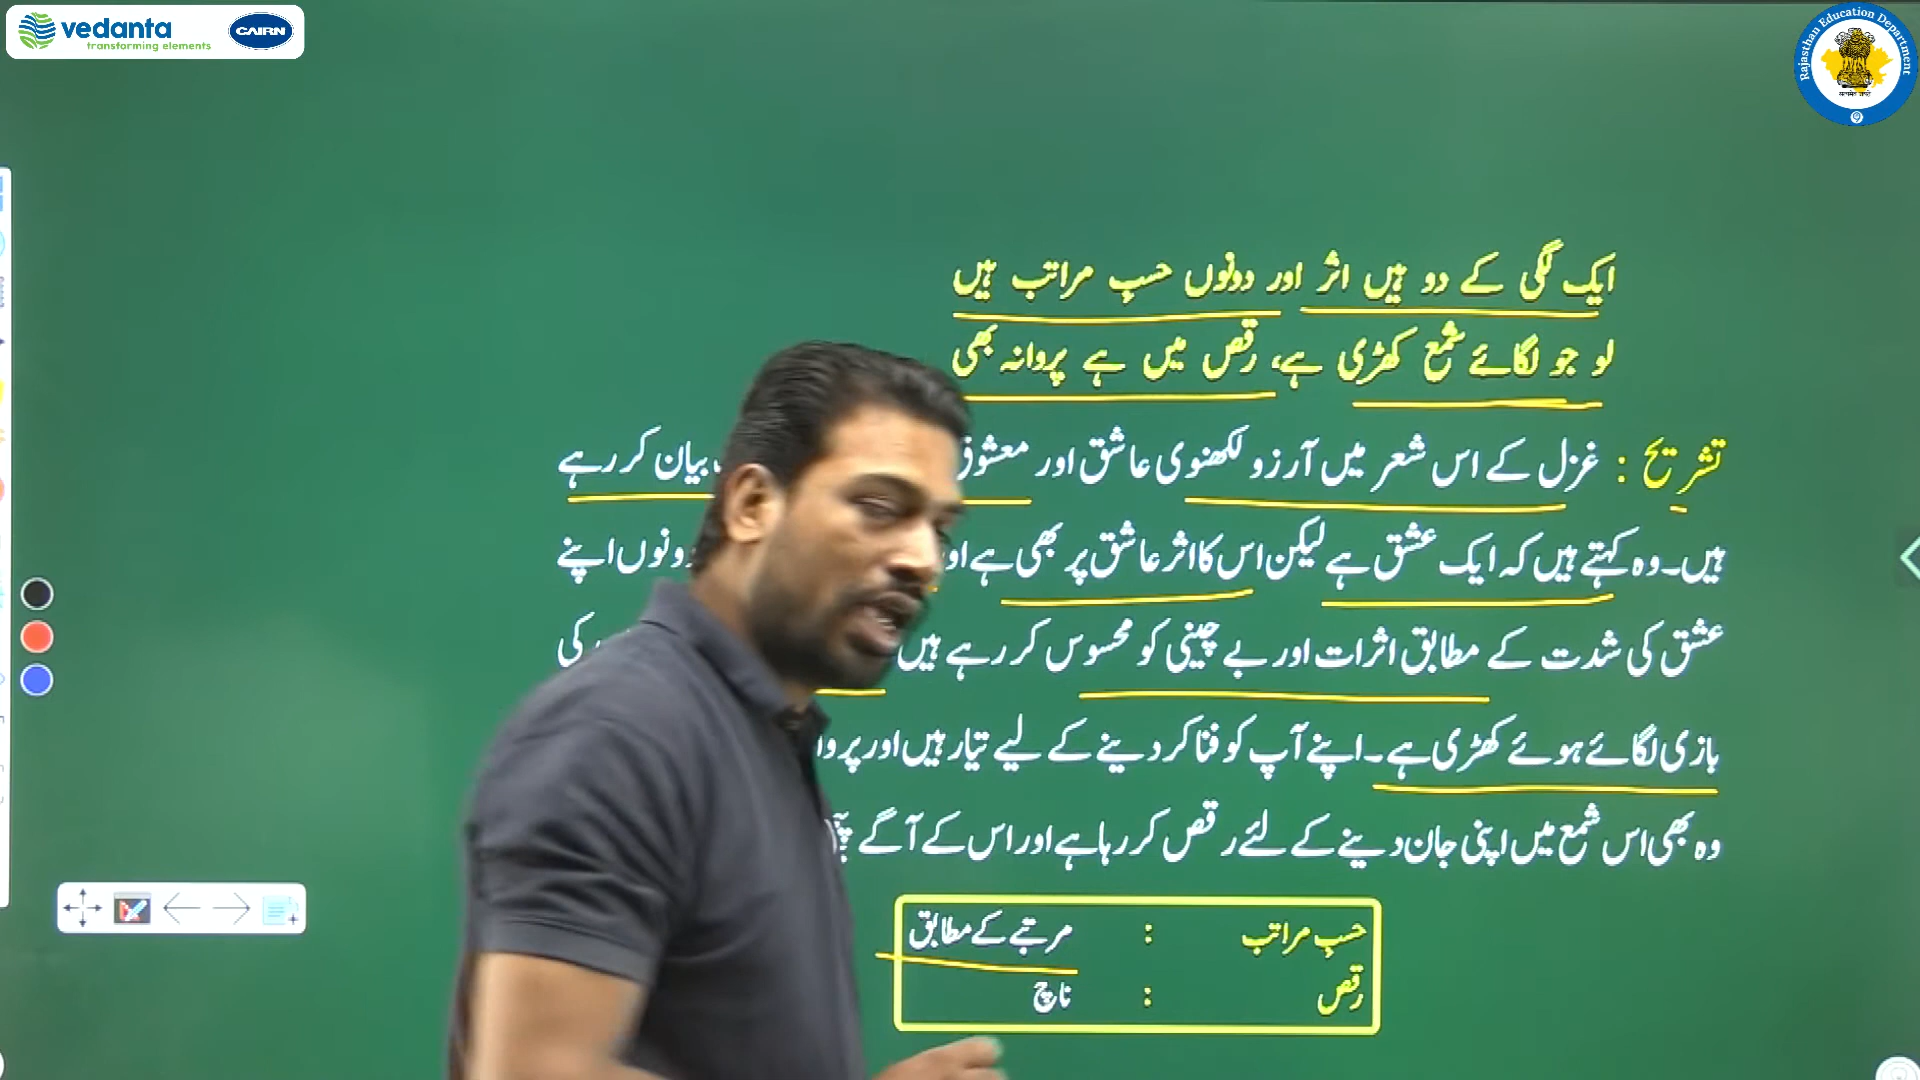 vedanta
transforming elements
CAIRN
Rajasthan Education Department
ایک لگی کے دو ہیں اثر اور دونوں حسبِ مراتب ہیں
لو جو لگائے شمع کھڑی ہے، رقص میں ہے پروانہ بھی
تشریح : غزل کے اس شعر میں آرزو لکھنوی عاشق اور بیان کر رہے
ہیں۔ وہ کہتے ہیں کہ ایک عشق ہے لیکن اس کا اثر عاشق پر بھی ہے اپنے
عشق کی شدت کے مطابق اثرات اور بے چینی کو محسوس کر رہے ہیں کی
بازی لگائے ہوئے کھڑی ہے۔ اپنے آپ کو فنا کر دینے کے لیے تیار ہیں اور
وہ بھی اس شمع میں اپنی جان دینے کے لئے رقص کر رہا ہے اور اس کے آگے
حسبِ مراتب : مرتبے کے مطابق
رقص : ناچ